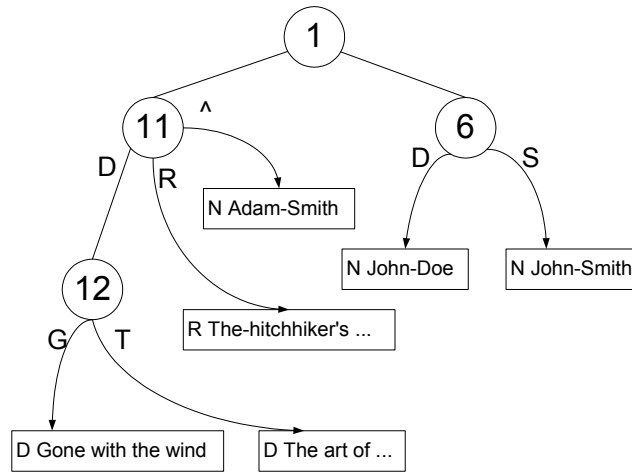 1
11
^
6
D
R
D
S
N Adam-Smith
N John-Doe
N John-Smith
12
R The-hitchhiker's ...
G
T
D Gone with the wind
D The art of ...